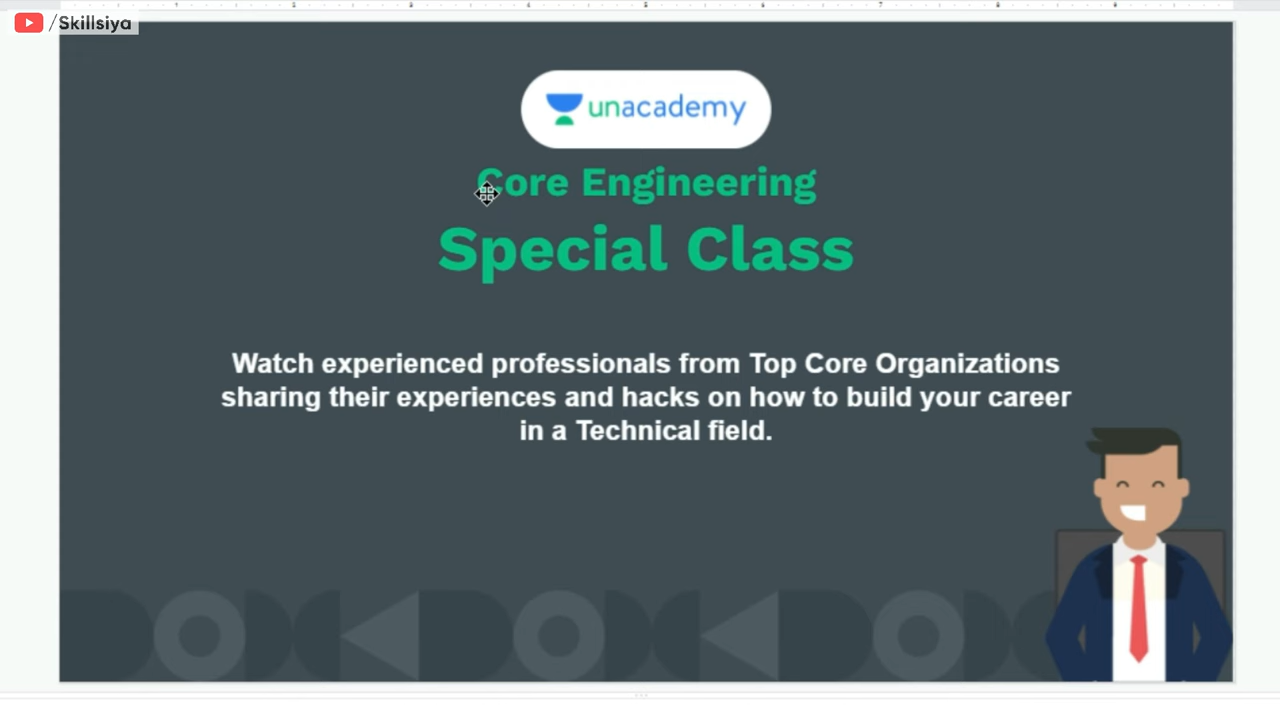 /Skillsiya
unacademy
Core Engineering
Special Class
Watch experienced professionals from Top Core Organizations
sharing their experiences and hacks on how to build your career
in a Technical field.